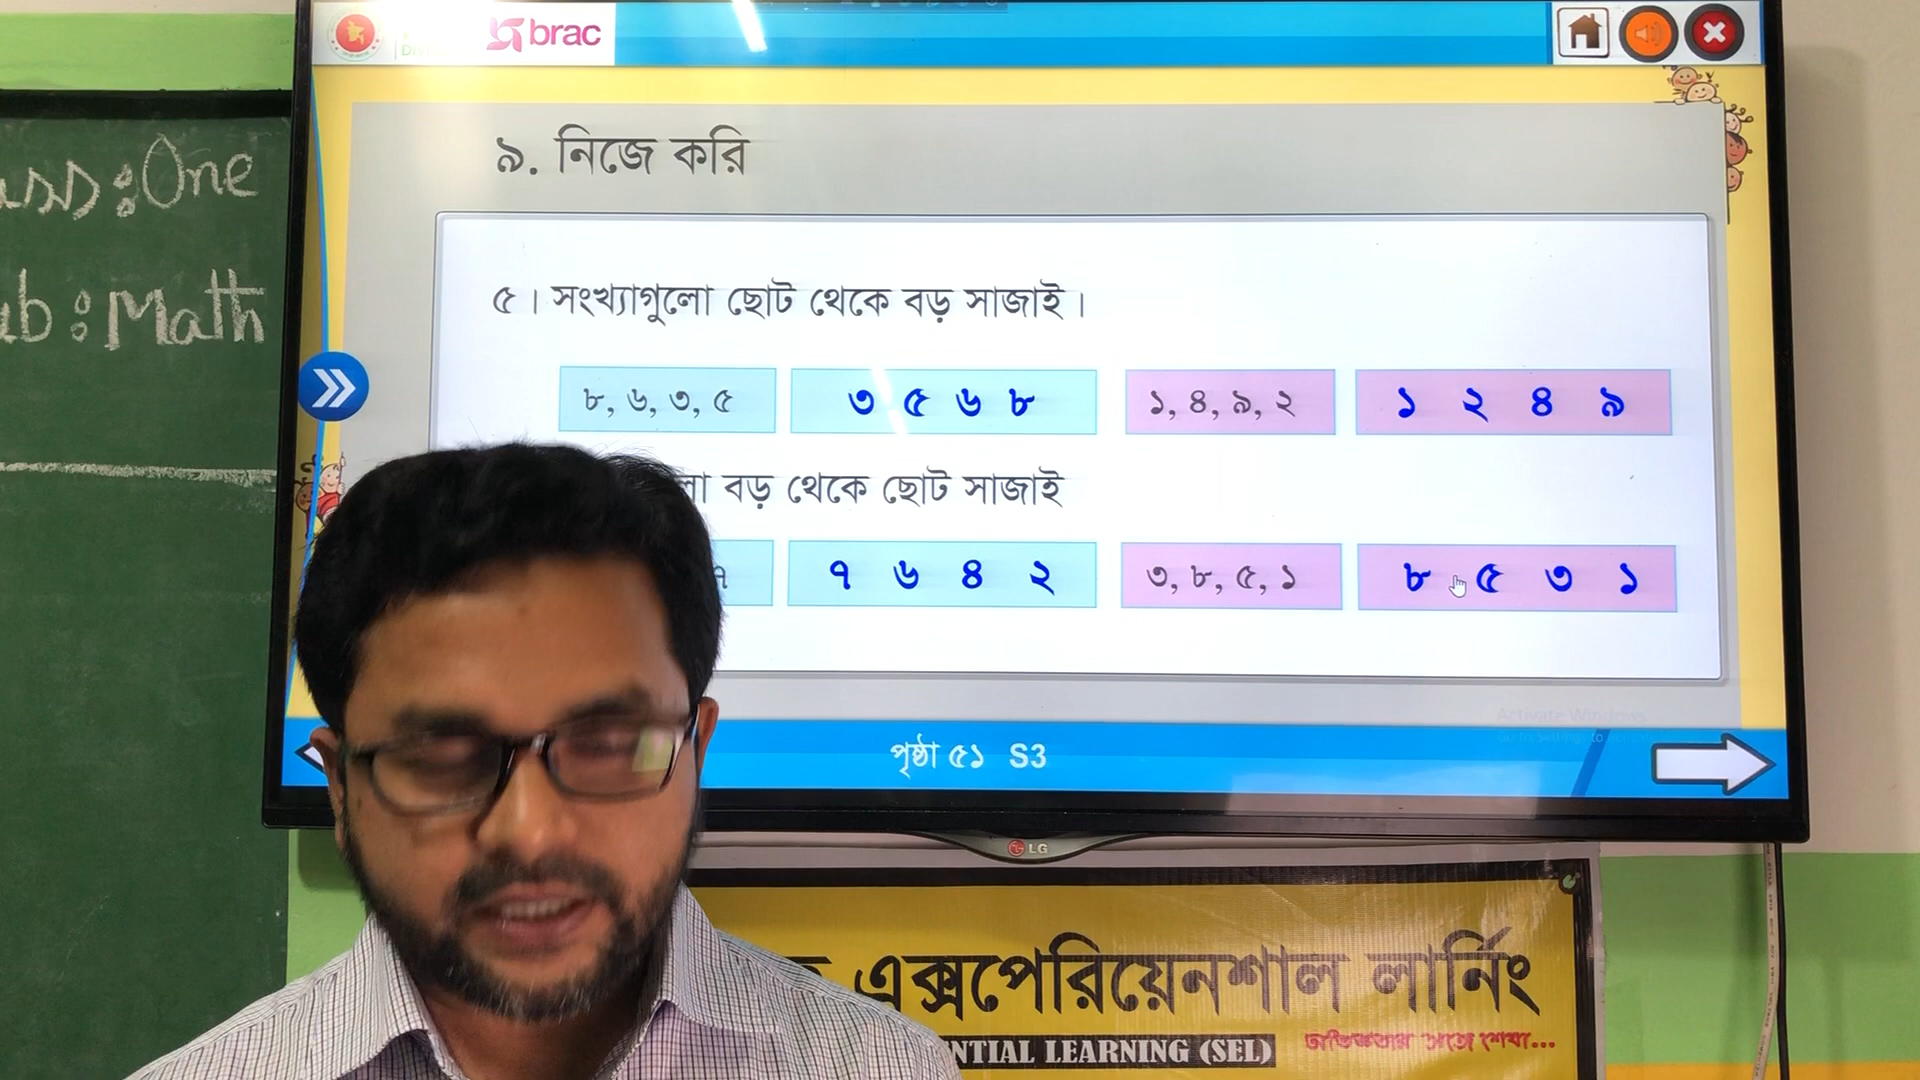 brac
৯. নিজে করি
One
Math
৫। সংখ্যাগুলো ছোট থেকে বড় সাজাই।
৮, ৬, ৩, ৫
৩ ৫ ৬ ৮
১, ৪, ৯, ২
১ ২ ৪ ৯
বড় থেকে ছোট সাজাই
৭ ৬ ৪ ২
৩, ৮, ৫, ১
৮ ৫ ৩ ১
Activate Windows
পৃষ্ঠা ৫১ S3
LG
এক্সপেরিয়েনশাল লার্নিং
LEARNING (SEL)